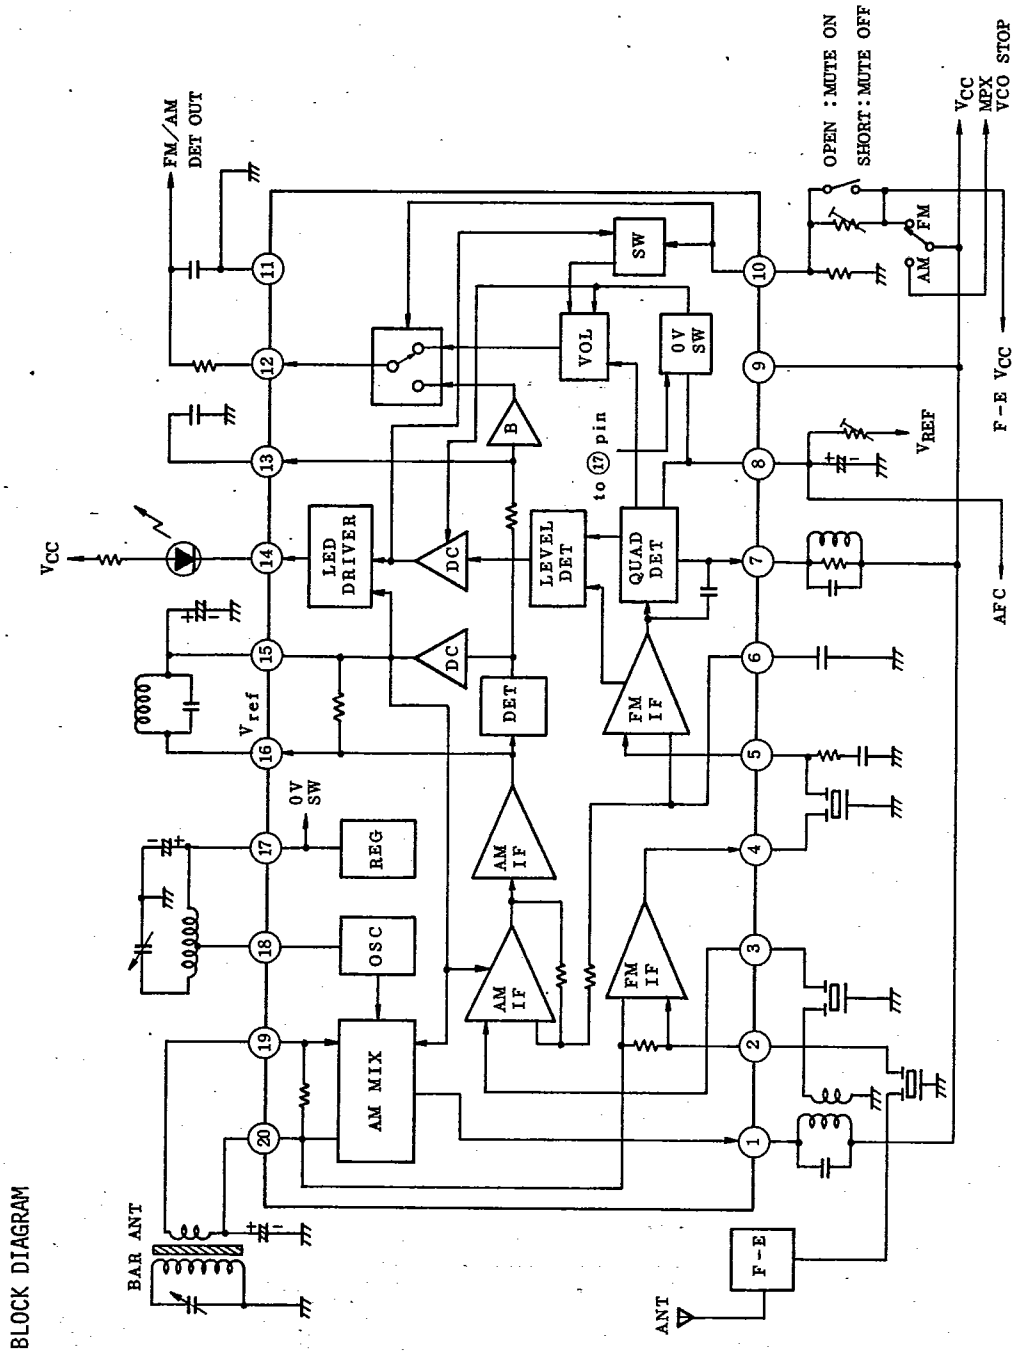 BLOCK DIAGRAM
BAR ANT
20
19
18
17
16
15
14
13
12
11
Vref
VCC
FM/AM
DET OUT
0V
SW
AM MIX
OSC
REG
AM
IF
AM
IF
DET
DC
DC
LED
DRIVER
B
FM
IF
FM
IF
LEVEL
DET
QUAD
DET
to ⑰ pin
VOL
0V
SW
SW
1
2
3
4
5
6
7
8
9
10
ANT
F-E
AFC
VREF
F-E VCC
AM
FM
OPEN :MUTE ON
SHORT:MUTE OFF
VCC
MPX
VCO STOP